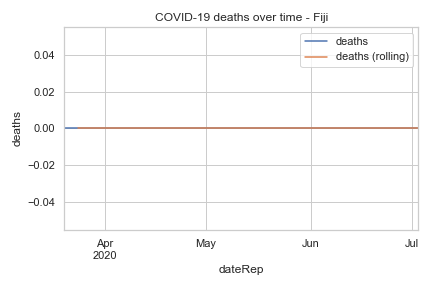 COVID-19 deaths over time - Fiji
deaths
deaths (rolling)
deaths
0.04
0.02
0.00
−0.02
−0.04
Apr
2020
May
Jun
Jul
dateRep